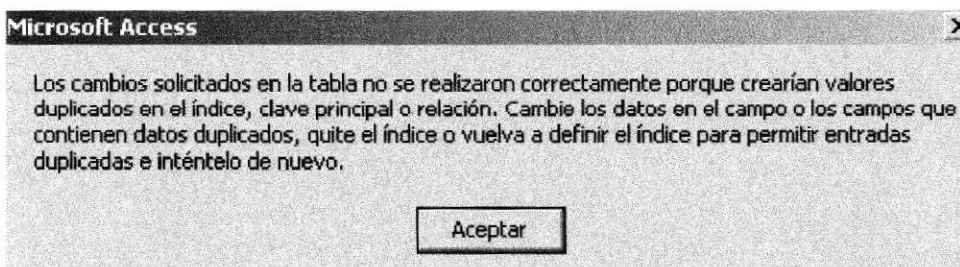 Microsoft Access
Los cambios solicitados en la tabla no se realizaron correctamente porque crearían valores
duplicados en el índice, clave principal o relación. Cambie los datos en el campo o los campos que
contienen datos duplicados, quite el índice o vuelva a definir el índice para permitir entradas
duplicadas e inténtelo de nuevo.
Aceptar